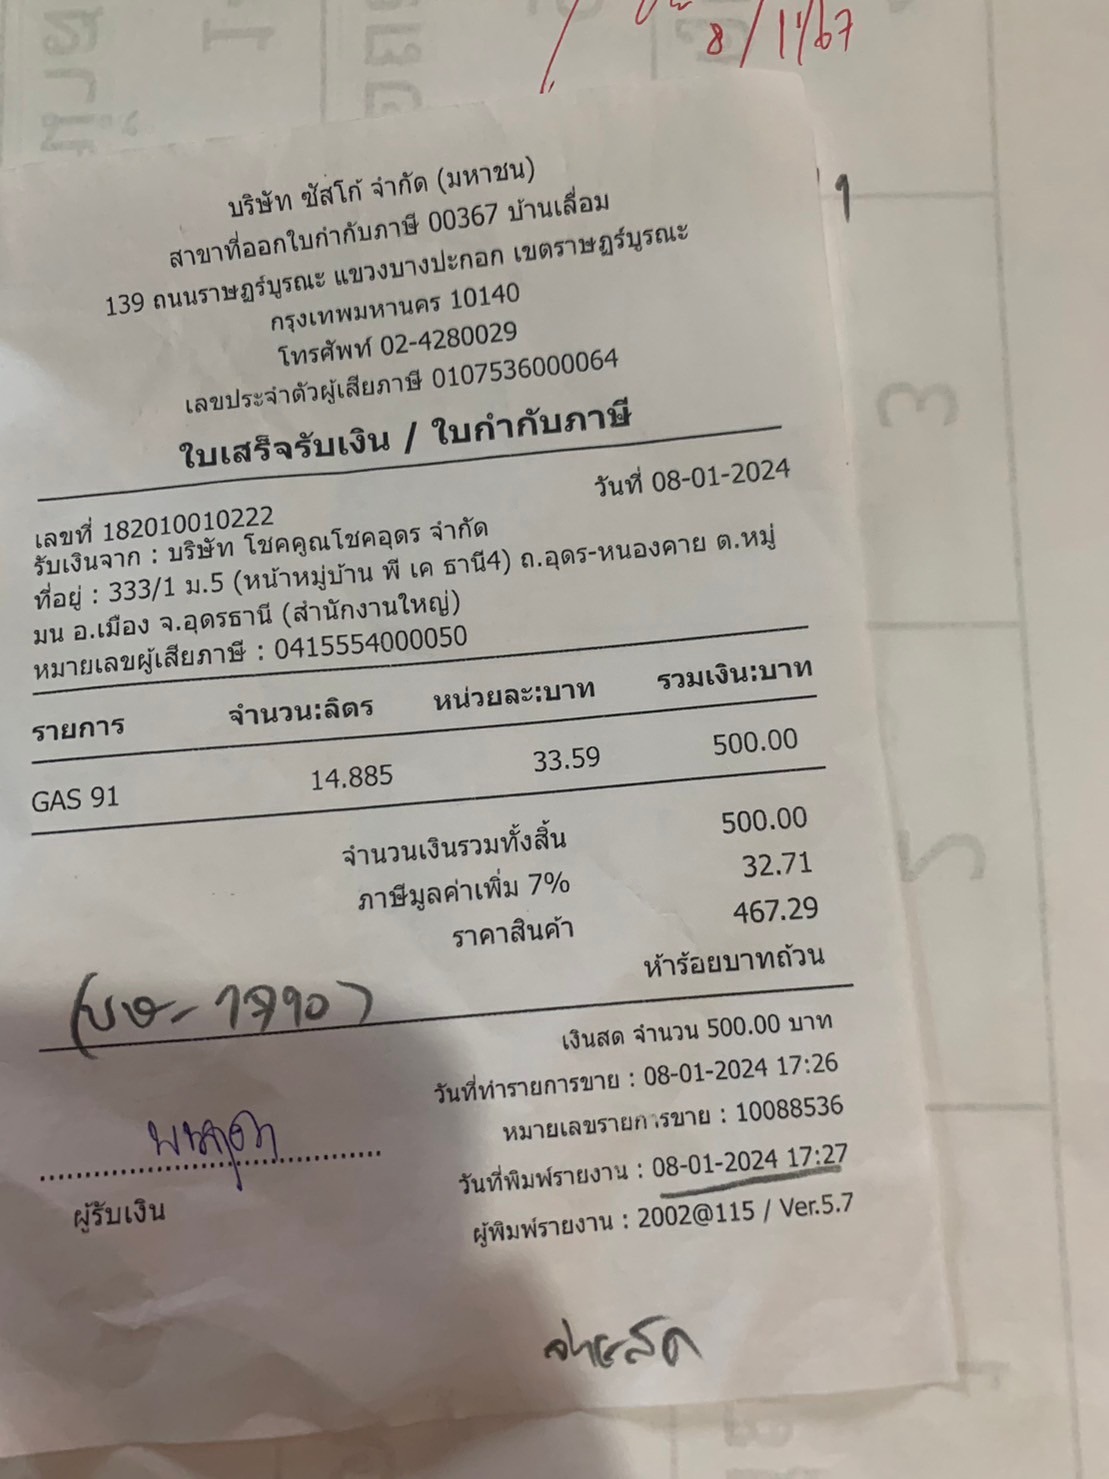 8/1/67
บริษัท ซัสโก้ จำกัด (มหาชน)
สาขาที่ออกใบกำกับภาษี 00367 บ้านเลื่อม
139 ถนนราษฎร์บูรณะ แขวงบางปะกอก เขตราษฎร์บูรณะ
กรุงเทพมหานคร 10140
โทรศัพท์ 02-4280029
เลขประจำตัวผู้เสียภาษี 0107536000064
ใบเสร็จรับเงิน / ใบกำกับภาษี
เลขที่ 182010010222 วันที่ 08-01-2024
รับเงินจาก : บริษัท โชคคูณโชคอุดร จำกัด
ที่อยู่ : 333/1 ม.5 (หน้าหมู่บ้าน พี เค ธานี4) ถ.อุดร-หนองคาย ต.หมู่
มน อ.เมือง จ.อุดรธานี (สำนักงานใหญ่)
หมายเลขผู้เสียภาษี : 0415554000050
รายการ จำนวน:ลิตร หน่วยละ:บาท รวมเงิน:บาท
GAS 91 14.885 33.59 500.00
จำนวนเงินรวมทั้งสิ้น 500.00
ภาษีมูลค่าเพิ่ม 7% 32.71
ราคาสินค้า 467.29
ห้าร้อยบาทถ้วน
เงินสด จำนวน 500.00 บาท
วันที่ทำรายการขาย : 08-01-2024 17:26
หมายเลขรายการขาย : 10088536
วันที่พิมพ์รายงาน : 08-01-2024 17:27
ผู้รับเงิน
ผู้พิมพ์รายงาน : 2002@115 / Ver.5.7
จ่ายสด